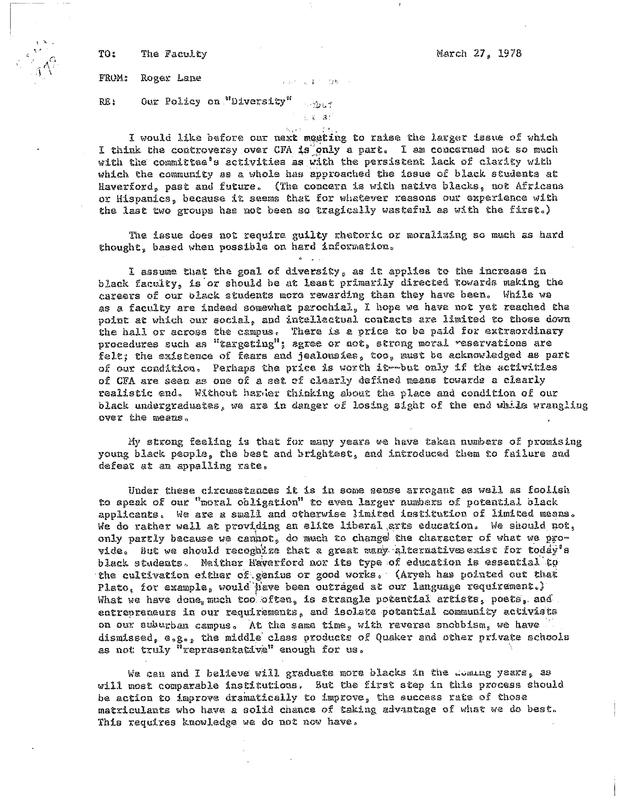 TO: The Faculty March 27, 1978
FROM: Roger Lane
RE: Our Policy on "Diversity"
I would like before our next meeting to raise the larger issue of which
I think the controversy over CFA is only a part. I am concerned not so much
with the committee's activities as with the persistent lack of clarity with
which the community as a whole has approached the issue of black students at
Haverford, past and future. (The concern is with native blacks, not Africans
or Hispanics, because it seems that for whatever reasons our experience with
the last two groups has not been so tragically wasteful as with the first.)
The issue does not require guilty rhetoric or moralizing so much as hard
thought, based when possible on hard information.
I assume that the goal of diversity, as it applies to the increase in
black faculty, is or should be at least primarily directed towards making the
careers of our black students more rewarding than they have been. While we
as a faculty are indeed somewhat parochial, I hope we have not yet reached the
point at which our social, and intellectual contacts are limited to those down
the hall or across the campus. There is a price to be paid for extraordinary
procedures such as "targeting"; agree or not, strong moral reservations are
felt; the existence of fears and jealousies, too, must be acknowledged as part
of our condition. Perhaps the price is worth it--but only if the activities
of CFA are seen as one of a set of clearly defined means towards a clearly
realistic end. Without harder thinking about the place and condition of our
black undergraduates, we are in danger of losing sight of the end while wrangling
over the means.
My strong feeling is that for many years we have taken numbers of promising
young black people, the best and brightest, and introduced them to failure and
defeat at an appalling rate.
Under these circumstances it is in some sense arrogant as well as foolish
to speak of our "moral obligation" to even larger numbers of potential black
applicants. We are a small and otherwise limited institution of limited means.
We do rather well at providing an elite liberal arts education. We should not,
only partly because we cannot, do much to change the character of what we pro-
vide. But we should recognize that a great many alternatives exist for today's
black students. Neither Haverford nor its type of education is essential to
the cultivation either of genius or good works. (Aryeh has pointed out that
Plato, for example, would have been outraged at our language requirement.)
What we have done, much too often, is strangle potential artists, poets, and
entrepreneurs in our requirements, and isolate potential community activists
on our suburban campus. At the same time, with reverse snobbism, we have
dismissed, e.g., the middle class products of Quaker and other private schools
as not truly "representative" enough for us.
We can and I believe will graduate more blacks in the coming years, as
will most comparable institutions. But the first step in this process should
be action to improve dramatically to improve, the success rate of those
matriculants who have a solid chance of taking advantage of what we do best.
This requires knowledge we do not now have.